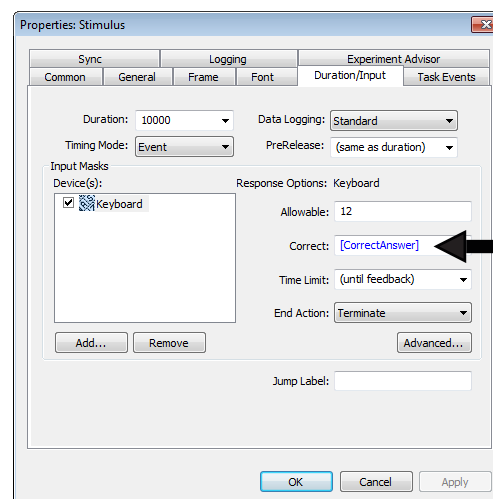 Properties: Stimulus
Sync Logging Experiment Advisor
Common General Frame Font Duration/Input Task Events
Duration: 10000 Data Logging: Standard
Timing Mode: Event PreRelease: (same as duration)
Input Masks
Device(s): Response Options: Keyboard
Keyboard
Allowable: 12
Correct: [CorrectAnswer]
Time Limit: (until feedback)
End Action: Terminate
Add... Remove Advanced...
Jump Label:
OK Cancel Apply